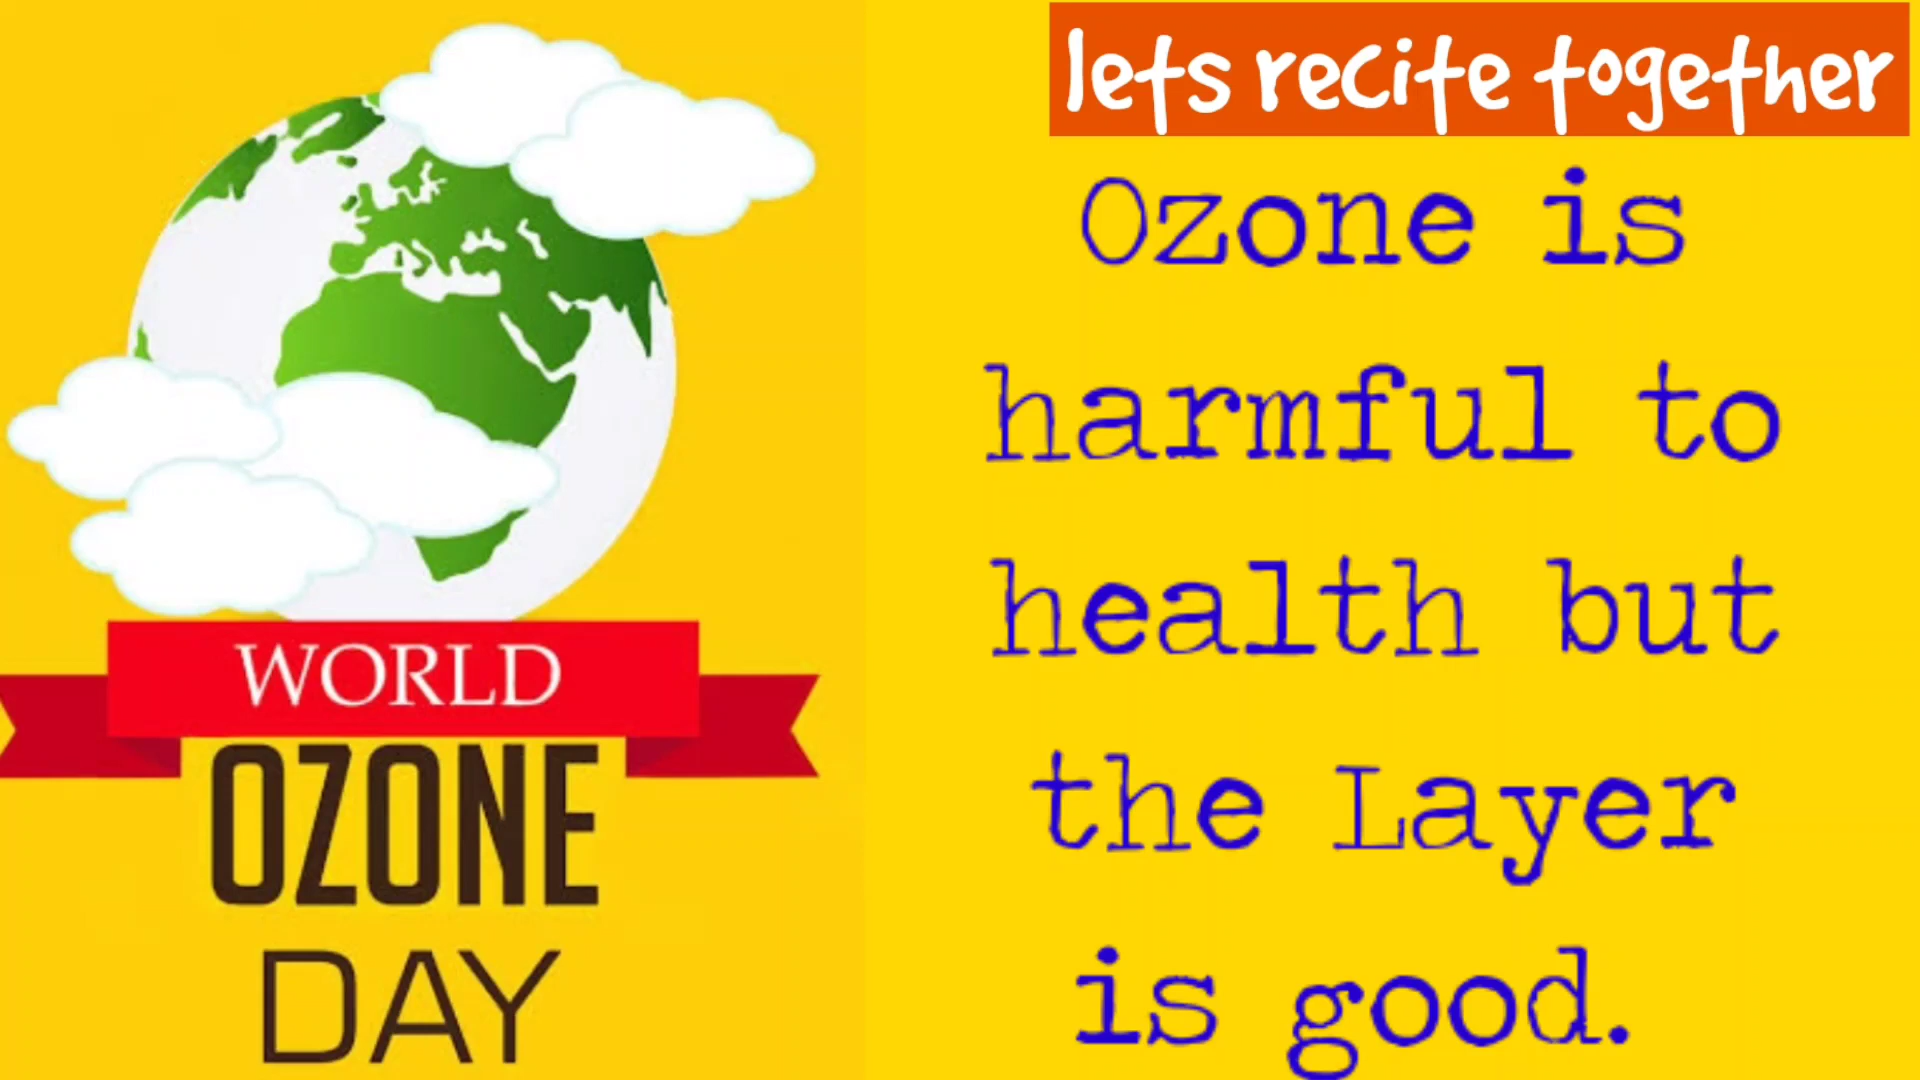 WORLD
OZONE
DAY
lets recite together
Ozone is
harmful to
health but
the Layer
is good.